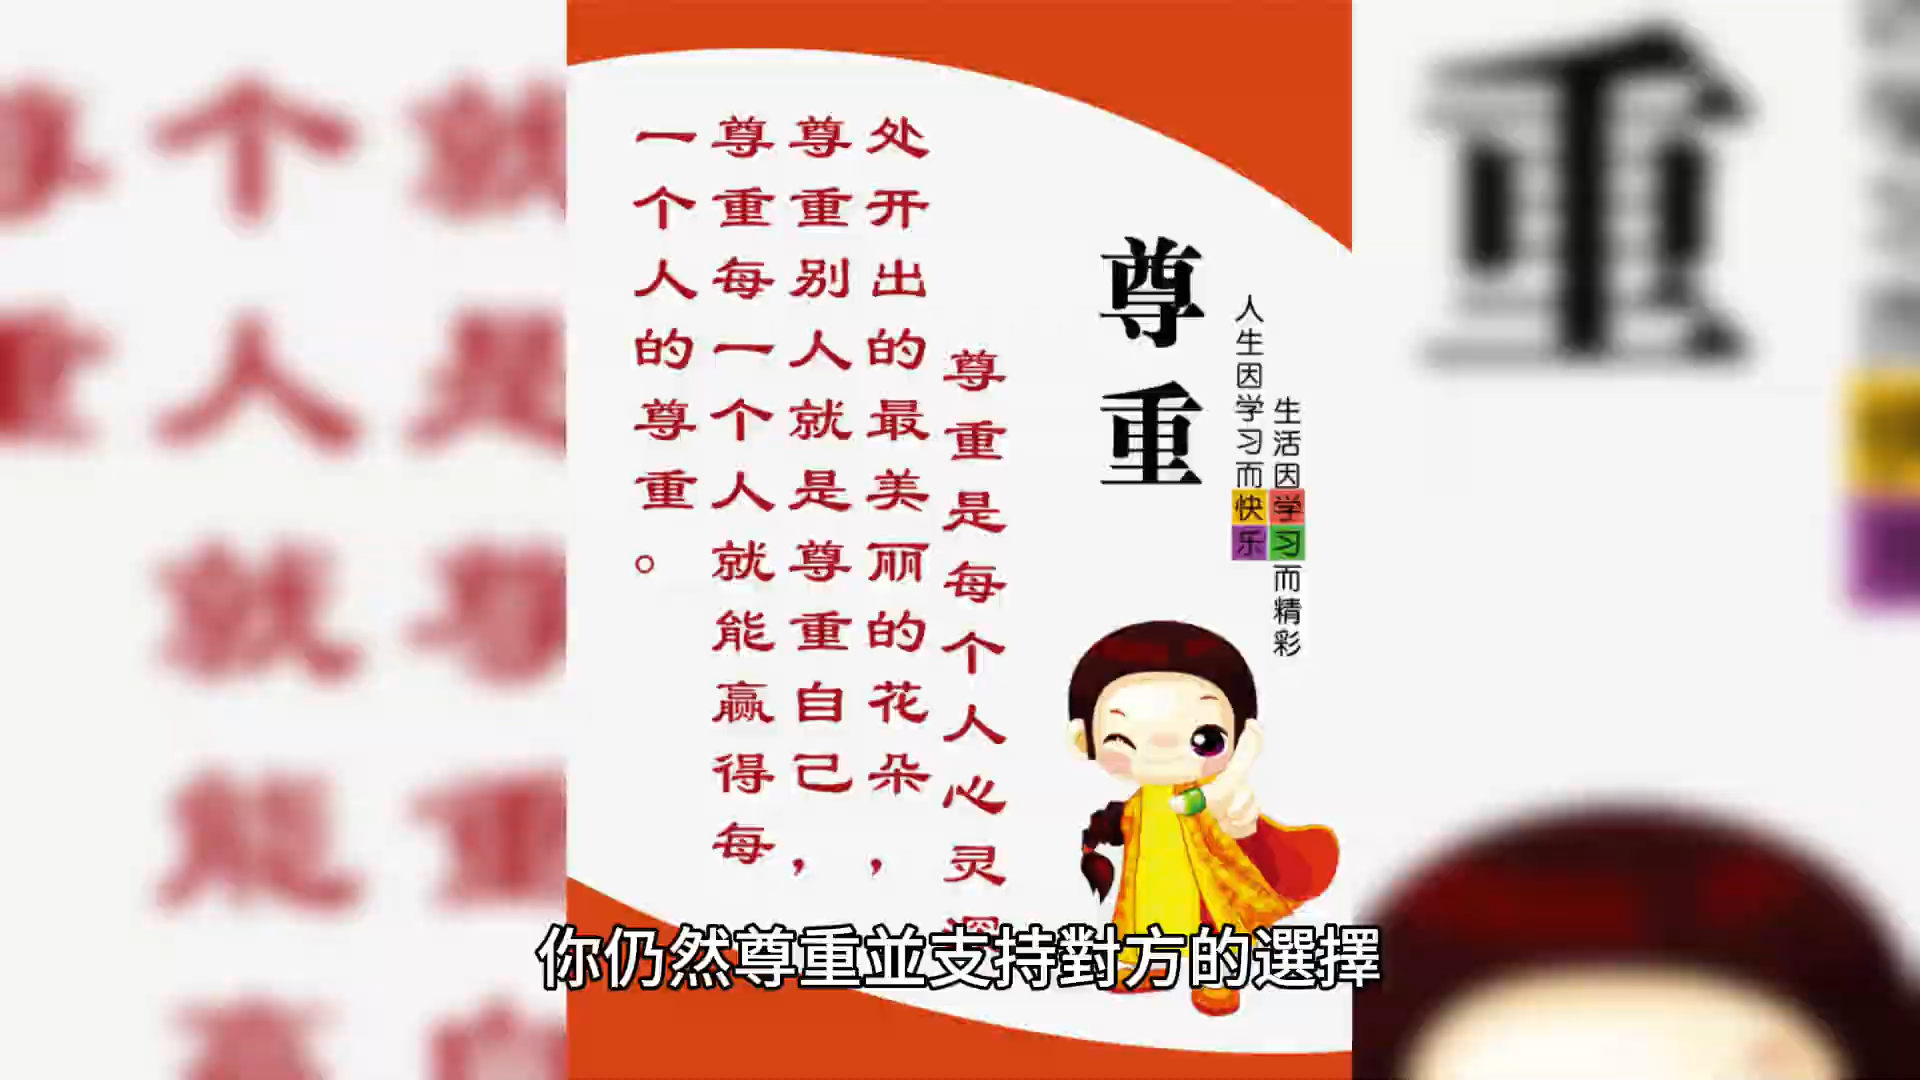 生活因学习而精彩
人生因学习而快乐
尊重
尊重是每个人心灵深
处开出的最美丽的花朵，
尊重别人就是尊重自己，
尊重每一个人就能赢得每
一个人的尊重。
你仍然尊重並支持對方的選擇